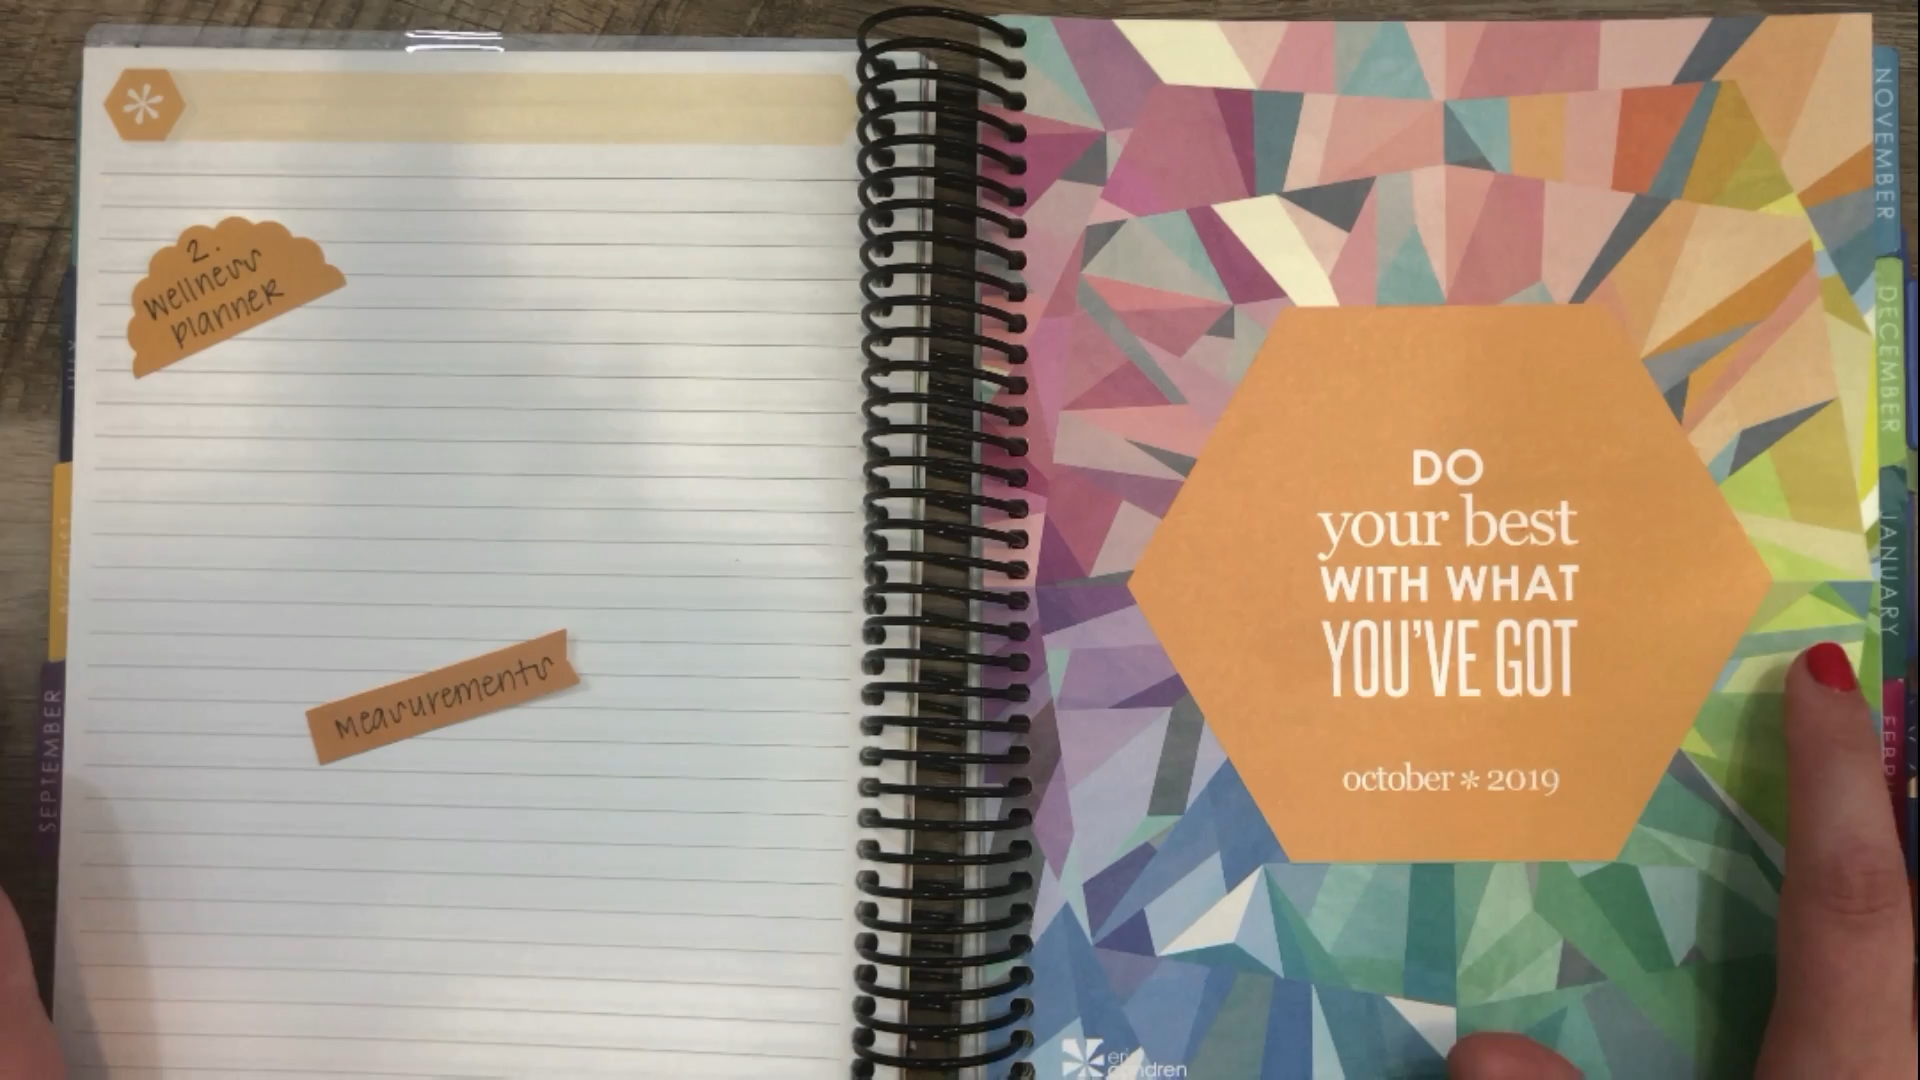 2.
wellness
planner
measurements
DO
your best
WITH WHAT
YOU'VE GOT
october * 2019
NOVEMBER
DECEMBER
JANUARY
SEPTEMBER